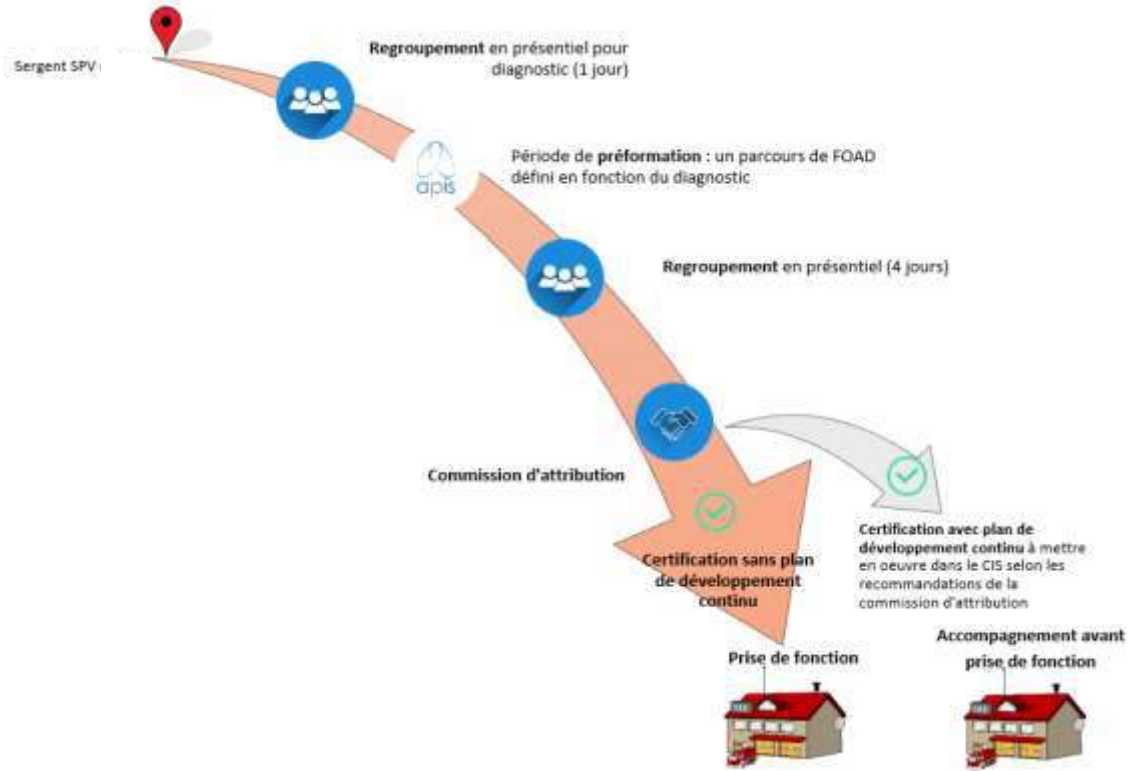 Sergent SPV
Regroupement en présentiel pour
diagnostic (1 jour)
apis
Période de préformation : un parcours de FOAD
défini en fonction du diagnostic
Regroupement en présentiel (4 jours)
Commission d'attribution
Certification sans plan
de développement
continu
Certification avec plan de
développement continu à mettre
en oeuvre dans le CIS selon les
recommandations de la
commission d'attribution
Prise de fonction
Accompagnement avant
prise de fonction